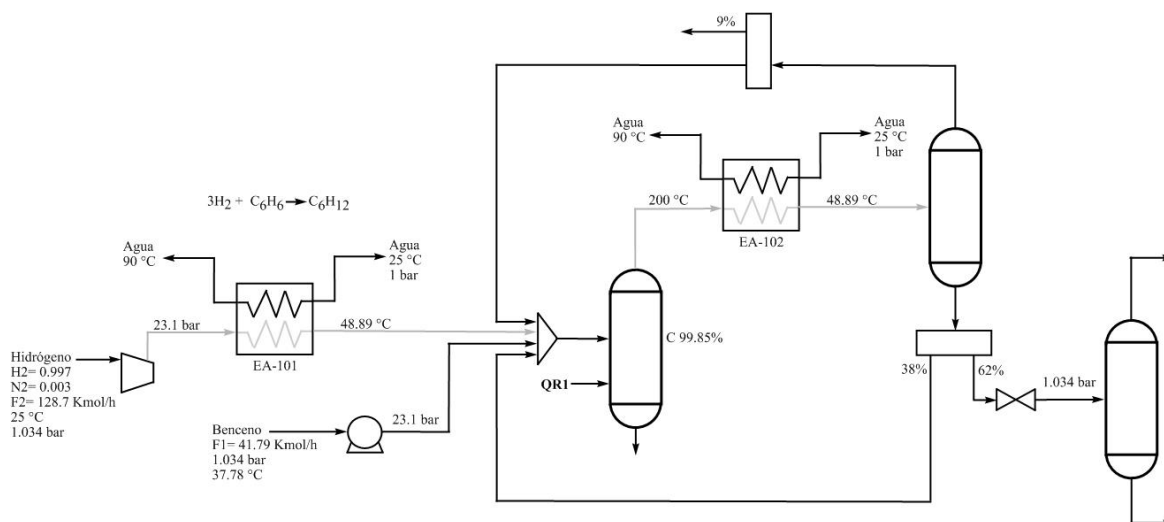 9%
Agua
90 °C
Agua
25 °C
1 bar
200 °C
48.89 °C
EA-102
3H2 + C6H6 → C6H12
Agua
90 °C
Agua
25 °C
1 bar
23.1 bar
48.89 °C
EA-101
C 99.85%
QR1
Hidrógeno
H2= 0.997
N2= 0.003
F2= 128.7 Kmol/h
25 °C
1.034 bar
23.1 bar
Benceno
F1= 41.79 Kmol/h
1.034 bar
37.78 °C
38%
62%
1.034 bar